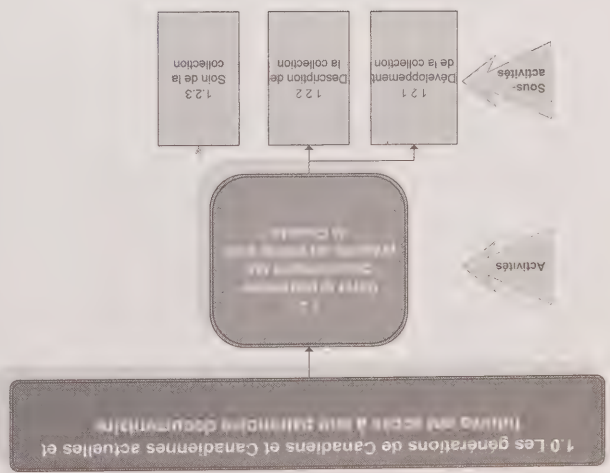 1.0 Les générations de Canadiens et Canadiennes actuelles et
futures ont accès à leur patrimoine documentaire
Activités
le Canada
Sous-
activités
1 2 1
Développement
de la collection
1 2 2
Description de
la collection
1.2.3
Soin de la
collection